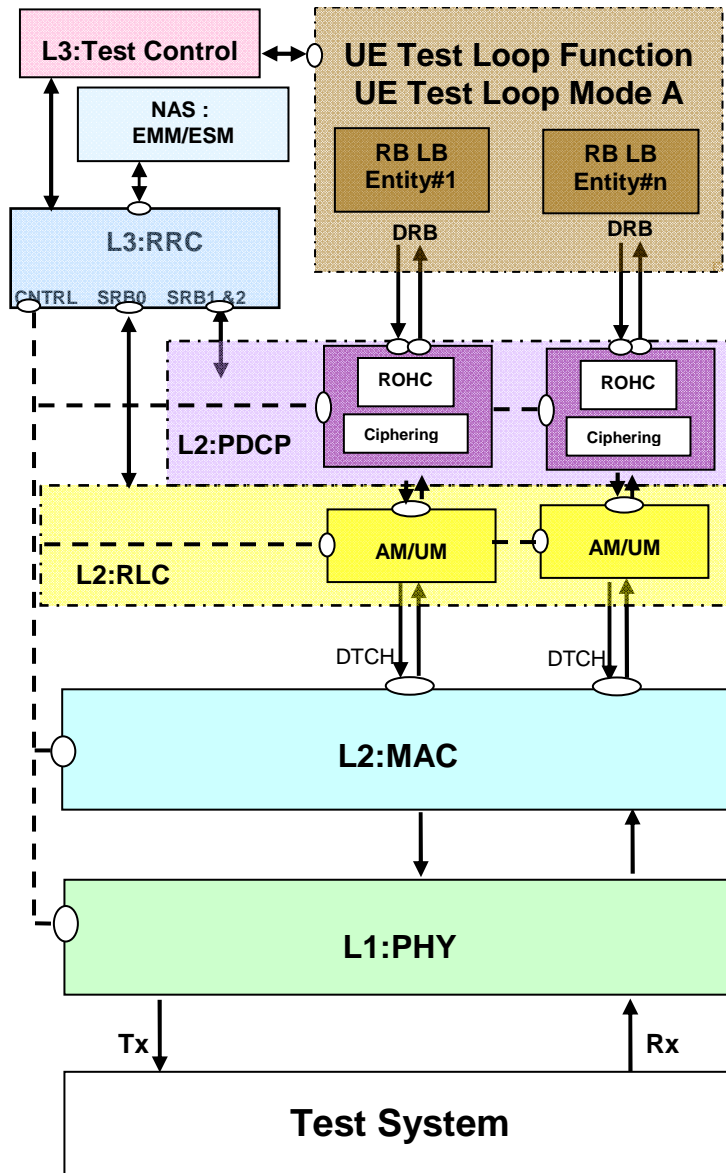 L3:Test Control
UE Test Loop Function
UE Test Loop Mode A
NAS :
EMM/ESM
RB LB
Entity#1
RB LB
Entity#n
DRB
DRB
L3:RRC
CNTRL SRB0 SRB1 &2
ROHC
ROHC
Ciphering
Ciphering
L2:PDCP
AM/UM
AM/UM
L2:RLC
DTCH
DTCH
L2:MAC
L1:PHY
Tx
Rx
Test System